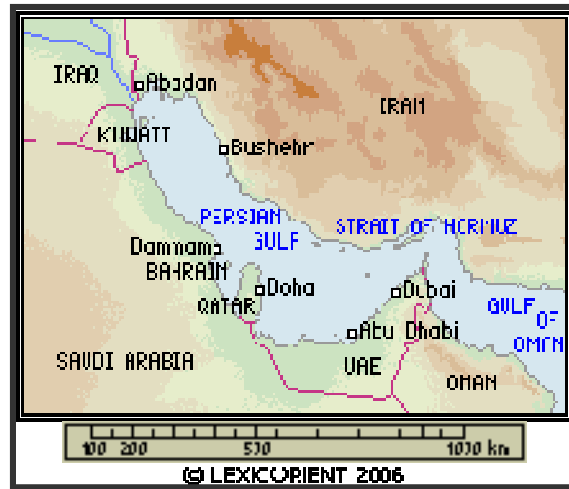 IRAQ
Abadan
IRAN
KUWAIT
Bushehr
PERSIAN
GULF
STRAIT OF HORMUZ
Dammam
BAHRAIN
Doha
QATAR
Dubai
GULF
OF
OMAN
Abu Dhabi
SAUDI ARABIA
UAE
OMAN
100 200 500 1000 km
© LEXICORIENT 2006